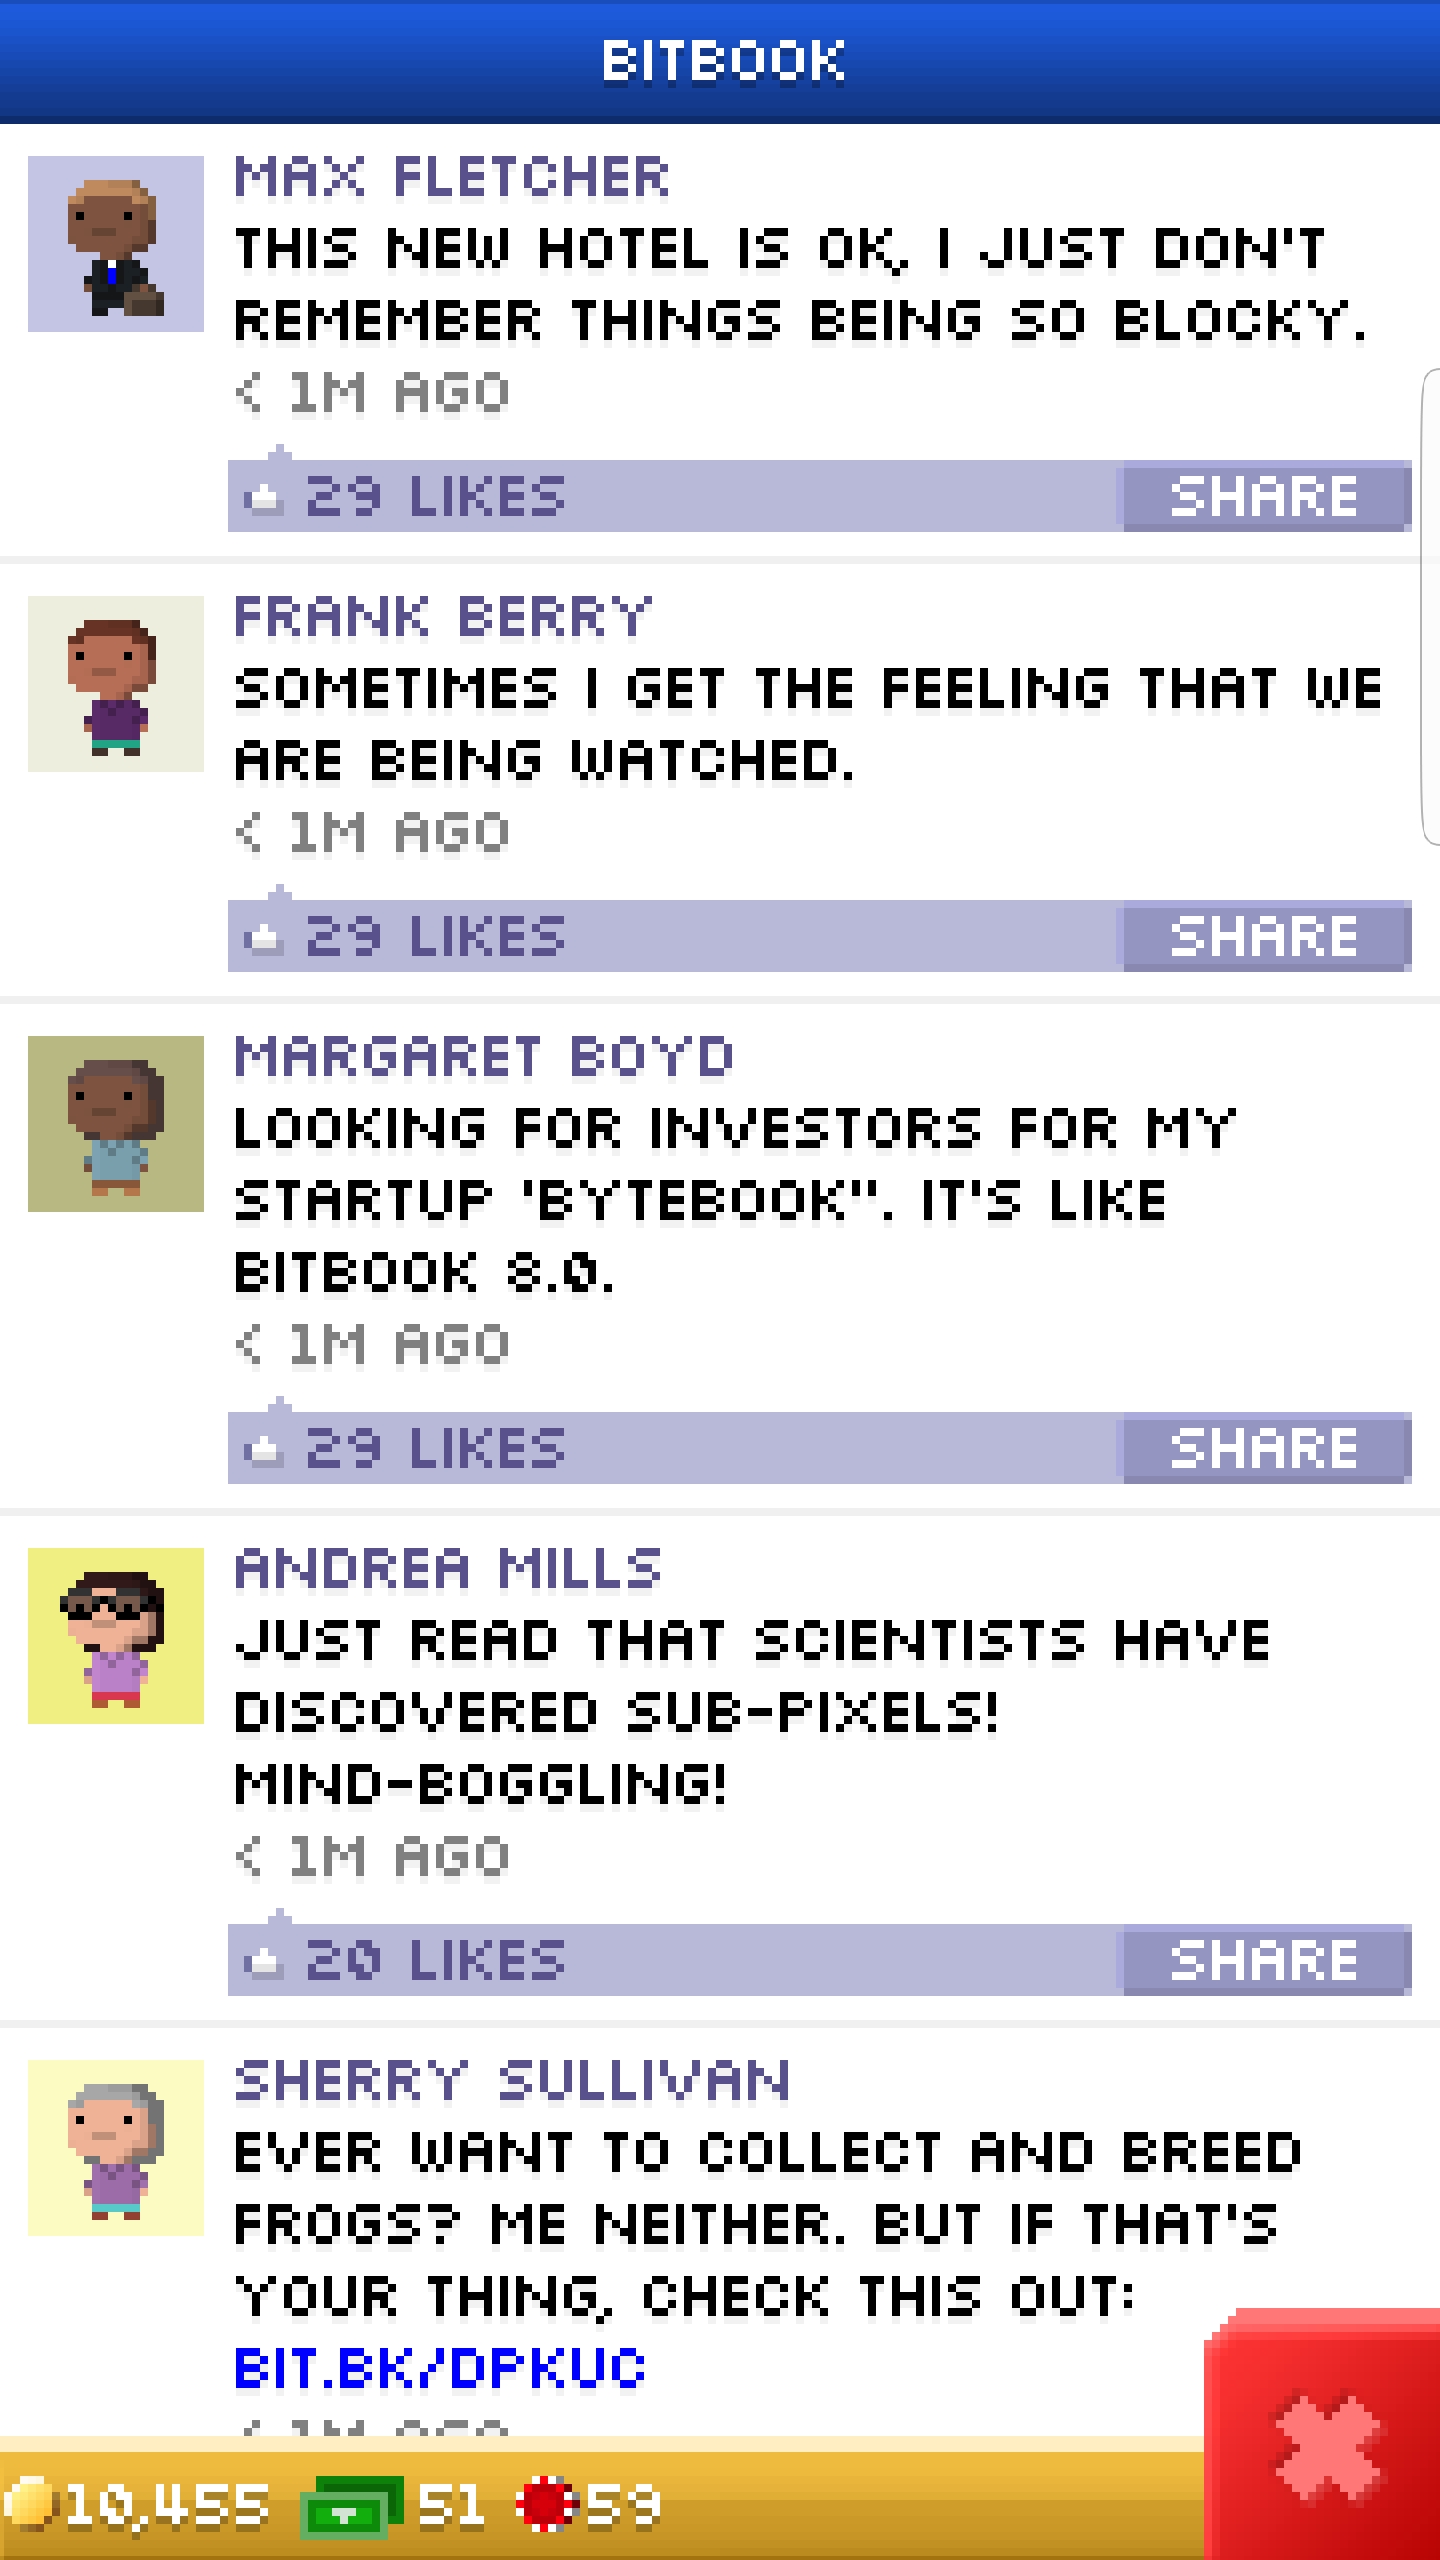 BITBOOK
MAX FLETCHER
THIS NEW HOTEL IS OK, I JUST DON'T
REMEMBER THINGS BEING SO BLOCKY.
< 1M AGO
29 LIKES SHARE
FRANK BERRY
SOMETIMES I GET THE FEELING THAT WE
ARE BEING WATCHED.
< 1M AGO
29 LIKES SHARE
MARGARET BOYD
LOOKING FOR INVESTORS FOR MY
STARTUP 'BYTEBOOK". IT'S LIKE
BITBOOK 8.0.
< 1M AGO
29 LIKES SHARE
ANDREA MILLS
JUST READ THAT SCIENTISTS HAVE
DISCOVERED SUB-PIXELS!
MIND-BOGGLING!
< 1M AGO
20 LIKES SHARE
SHERRY SULLIVAN
EVER WANT TO COLLECT AND BREED
FROGS? ME NEITHER. BUT IF THAT'S
YOUR THING, CHECK THIS OUT:
BIT.BK/DPKUC
< 1M AGO
10,455 51 59